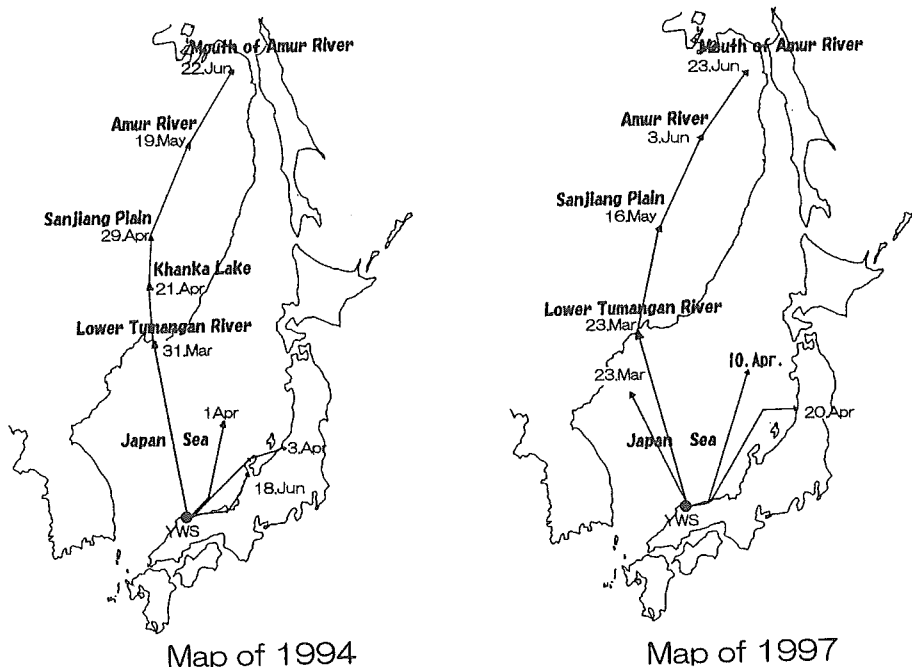 Mouth of Amur River
22.Jun
Amur River
19.May
Sanjiang Plain
29.Apr
Khanka Lake
21.Apr
Lower Tumangan River
31.Mar
1.Apr
Japan Sea
3.Apr
18.Jun
YWS
Map of 1994
Mouth of Amur River
23.Jun
Amur River
3.Jun
Sanjiang Plain
16.May
Lower Tumangan River
23.Mar
23.Mar
10.Apr.
20.Apr
Japan Sea
YWS
Map of 1997